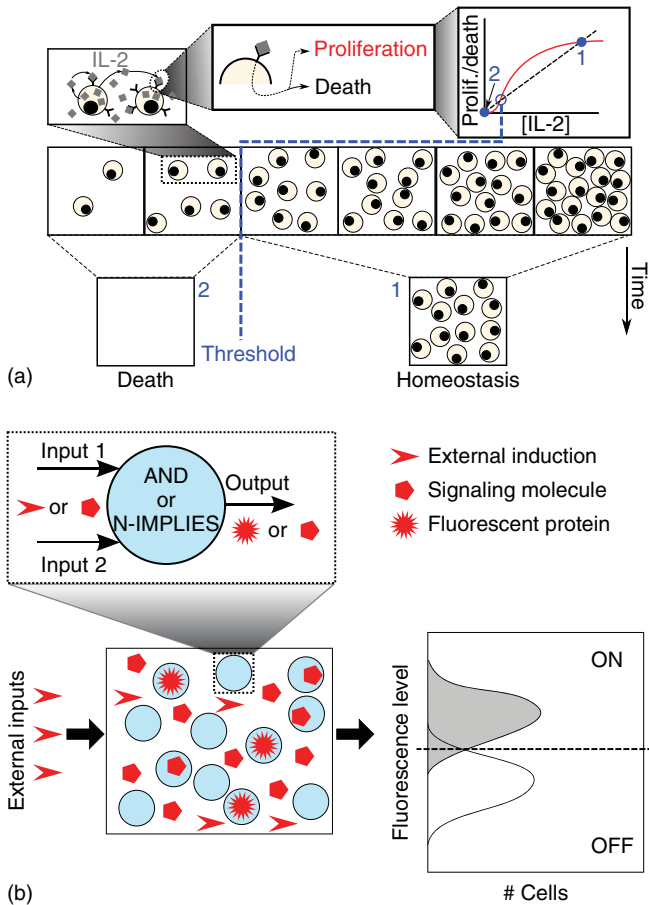 IL-2
Proliferation
Death
Prolif./death
2
1
[IL-2]
2
1
Time
Threshold
(a)
Death
Homeostasis
Input 1
AND
or
N-IMPLIES
Output
or
or
Input 2
External induction
Signaling molecule
Fluorescent protein
External inputs
Fluorescence level
ON
OFF
(b)
# Cells